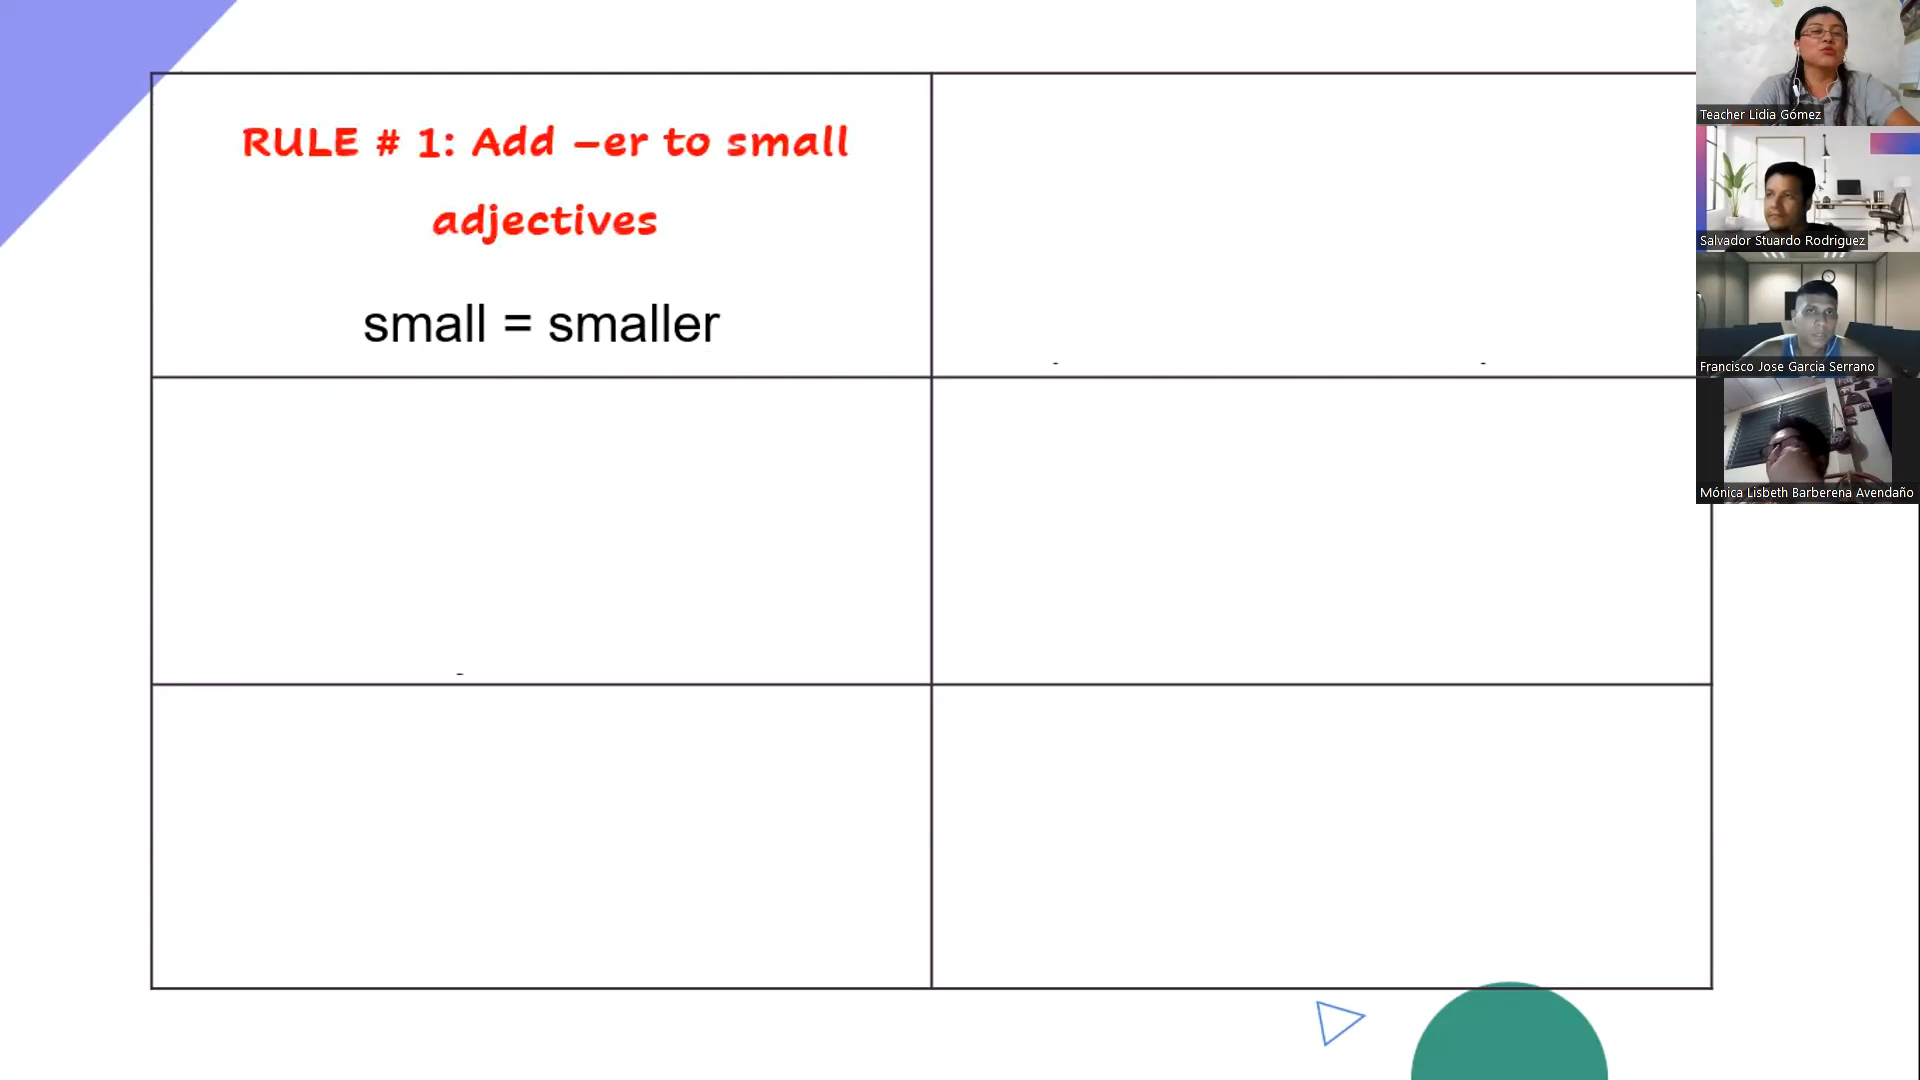 RULE # 1: Add –er to small
adjectives
small = smaller
Teacher Lidia Gómez
Salvador Stuardo Rodriguez
Francisco Jose Garcia Serrano
Mónica Lisbeth Barberena Avendaño